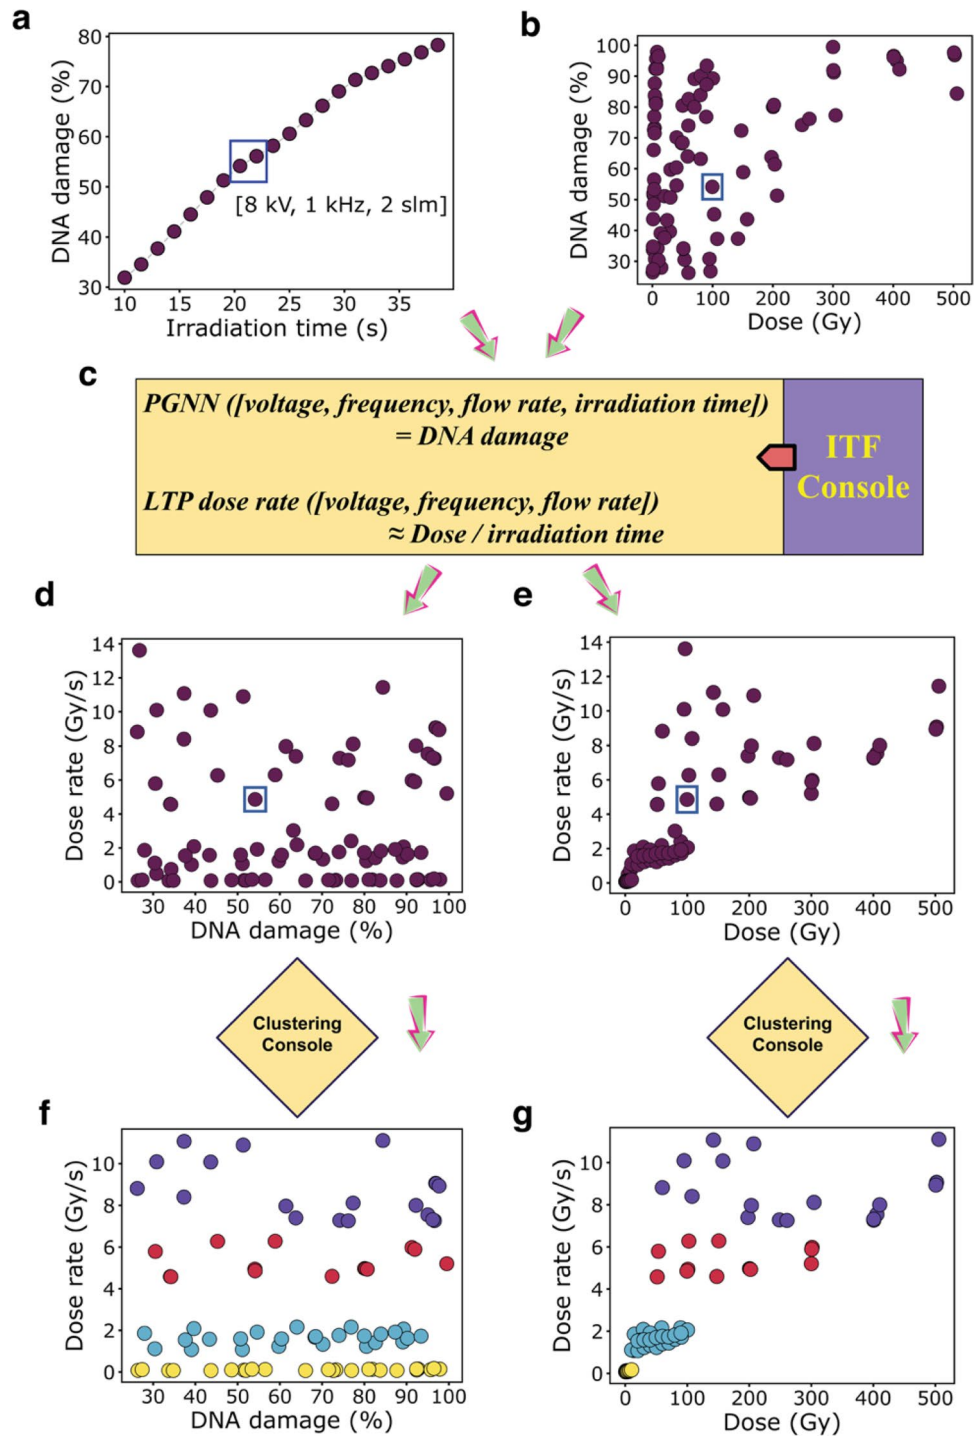 a
80
70
60
50
40
30
DNA damage (%)
[8 kV, 1 kHz, 2 slm]
10 15 20 25 30 35
Irradiation time (s)
b
100
90
80
70
60
50
40
30
DNA damage (%)
0 100 200 300 400 500
Dose (Gy)
c
PGNN ([voltage, frequency, flow rate, irradiation time])
= DNA damage
LTP dose rate ([voltage, frequency, flow rate])
≈ Dose / irradiation time
ITF
Console
d
14
12
10
8
6
4
2
0
Dose rate (Gy/s)
30 40 50 60 70 80 90 100
DNA damage (%)
e
14
12
10
8
6
4
2
0
Dose rate (Gy/s)
0 100 200 300 400 500
Dose (Gy)
Clustering
Console
Clustering
Console
f
10
8
6
4
2
0
Dose rate (Gy/s)
30 40 50 60 70 80 90 100
DNA damage (%)
g
10
8
6
4
2
0
Dose rate (Gy/s)
0 100 200 300 400 500
Dose (Gy)